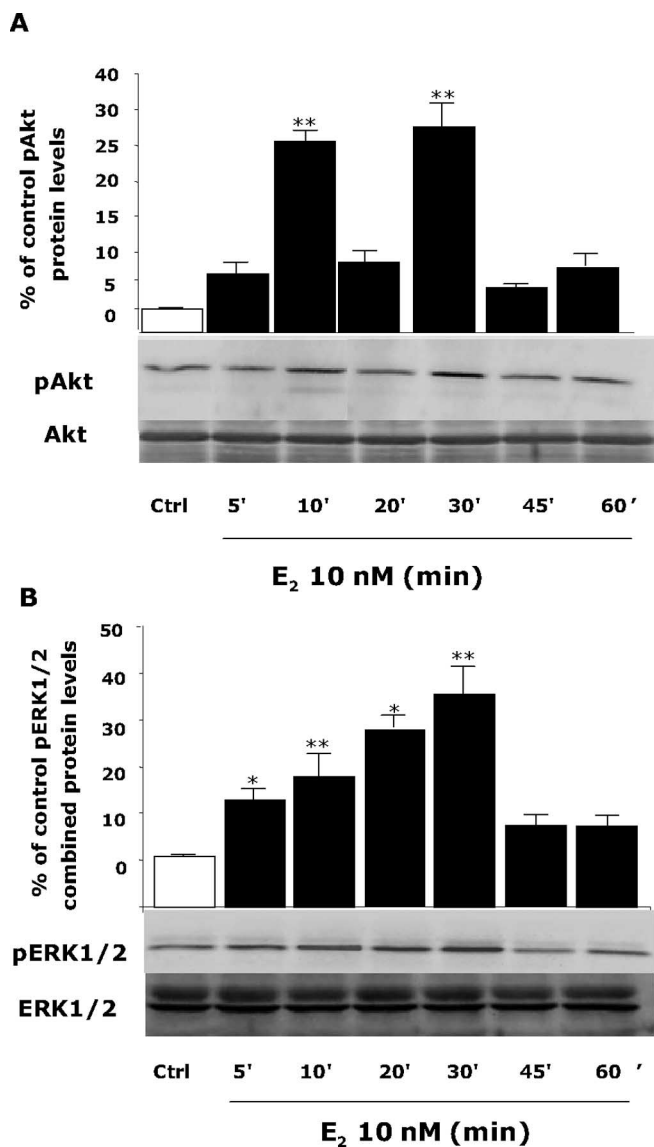 A
% of control pAkt
protein levels
40
30
25
15
10
5
0
**
**
pAkt
Akt
Ctrl 5' 10' 20' 30' 45' 60'
E2 10 nM (min)
B
% of control pERK1/2
combined protein levels
50
40
30
20
10
0
*
**
*
**
pERK1/2
ERK1/2
Ctrl 5' 10' 20' 30' 45' 60 '
E2 10 nM (min)